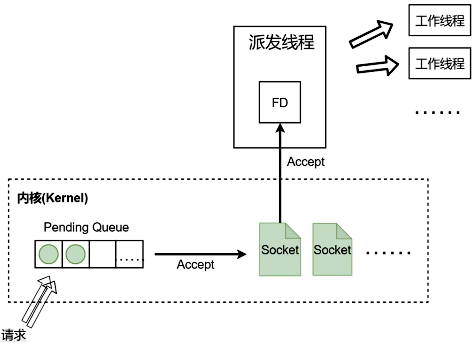 派发线程
FD
工作线程
工作线程
······
Accept
内核(Kernel)
Pending Queue
.....
Accept
Socket
Socket
······
请求